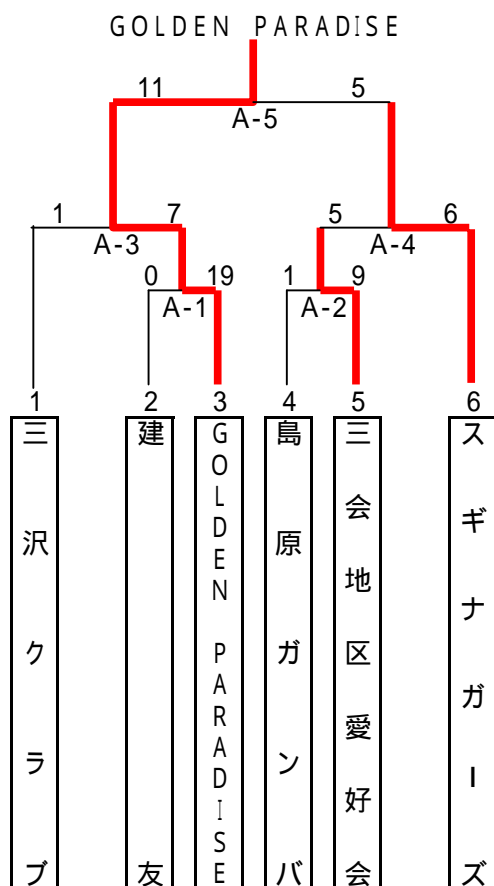 GOLDEN PARADISE
11 5
A-5
1 7 5 6
A-3 A-4
0 19 1 9
A-1 A-2
1 2 3 4 5 6
三沢クラブ
建友
GOLDEN PARADISE
島原ガンバ
三会地区愛好会
スギナガーズ